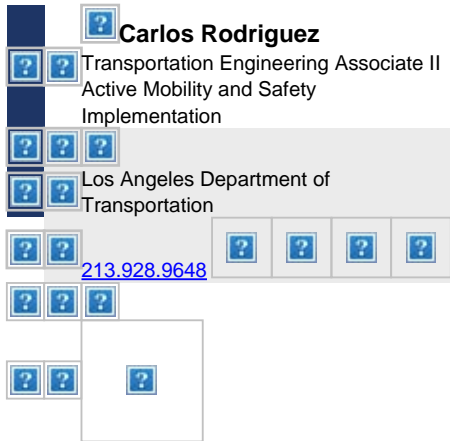 Carlos Rodriguez
Transportation Engineering Associate II
Active Mobility and Safety
Implementation
Los Angeles Department of
Transportation
213.928.9648